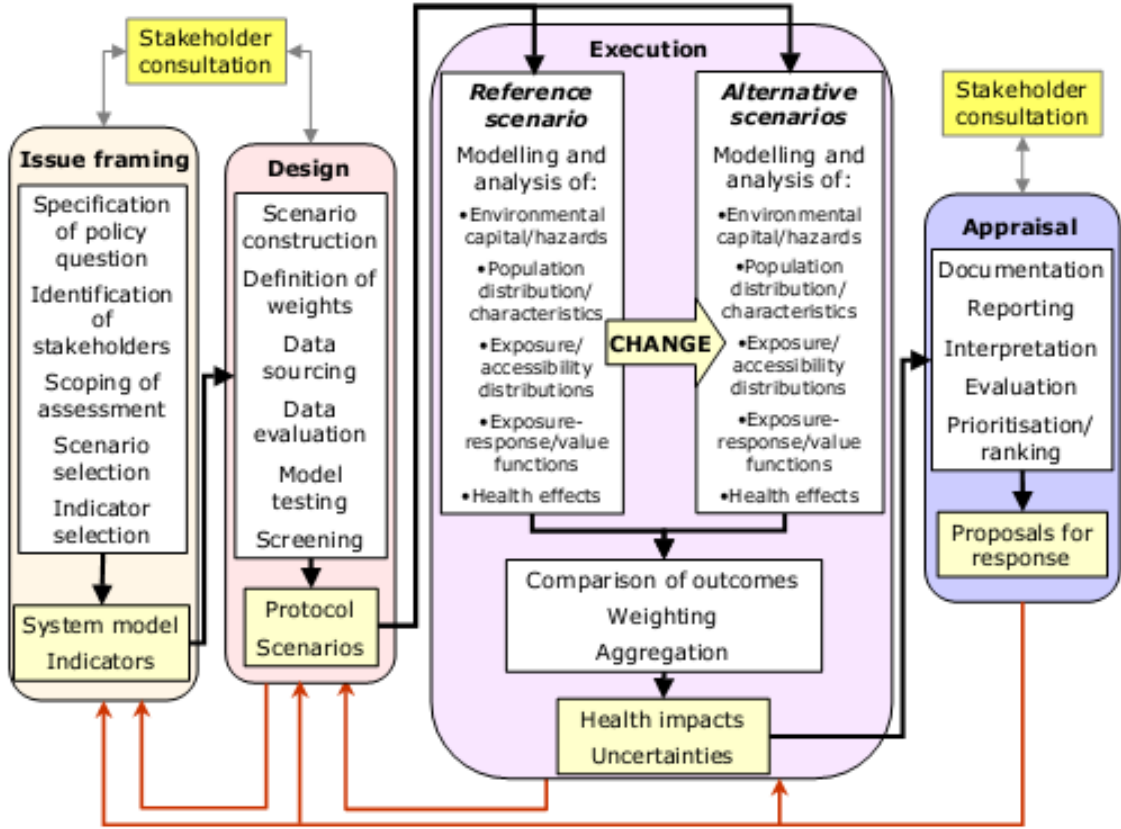 Stakeholder
consultation
Issue framing
Specification
of policy
question
Identification
of
stakeholders
Scoping of
assessment
Scenario
selection
Indicator
selection
System model
Indicators
Design
Scenario
construction
Definition of
weights
Data
sourcing
Data
evaluation
Model
testing
Screening
Protocol
Scenarios
Execution
Reference
scenario
Modelling and
analysis of:
•Environmental
capital/hazards
•Population
distribution/
characteristics
•Exposure/
accessibility
distributions
•Exposure-
response/value
functions
•Health effects
CHANGE
Alternative
scenarios
Modelling and
analysis of:
•Environmental
capital/hazards
•Population
distribution/
characteristics
•Exposure/
accessibility
distributions
•Exposure-
response/value
functions
•Health effects
Comparison of outcomes
Weighting
Aggregation
Health impacts
Uncertainties
Stakeholder
consultation
Appraisal
Documentation
Reporting
Interpretation
Evaluation
Prioritisation/
ranking
Proposals for
response